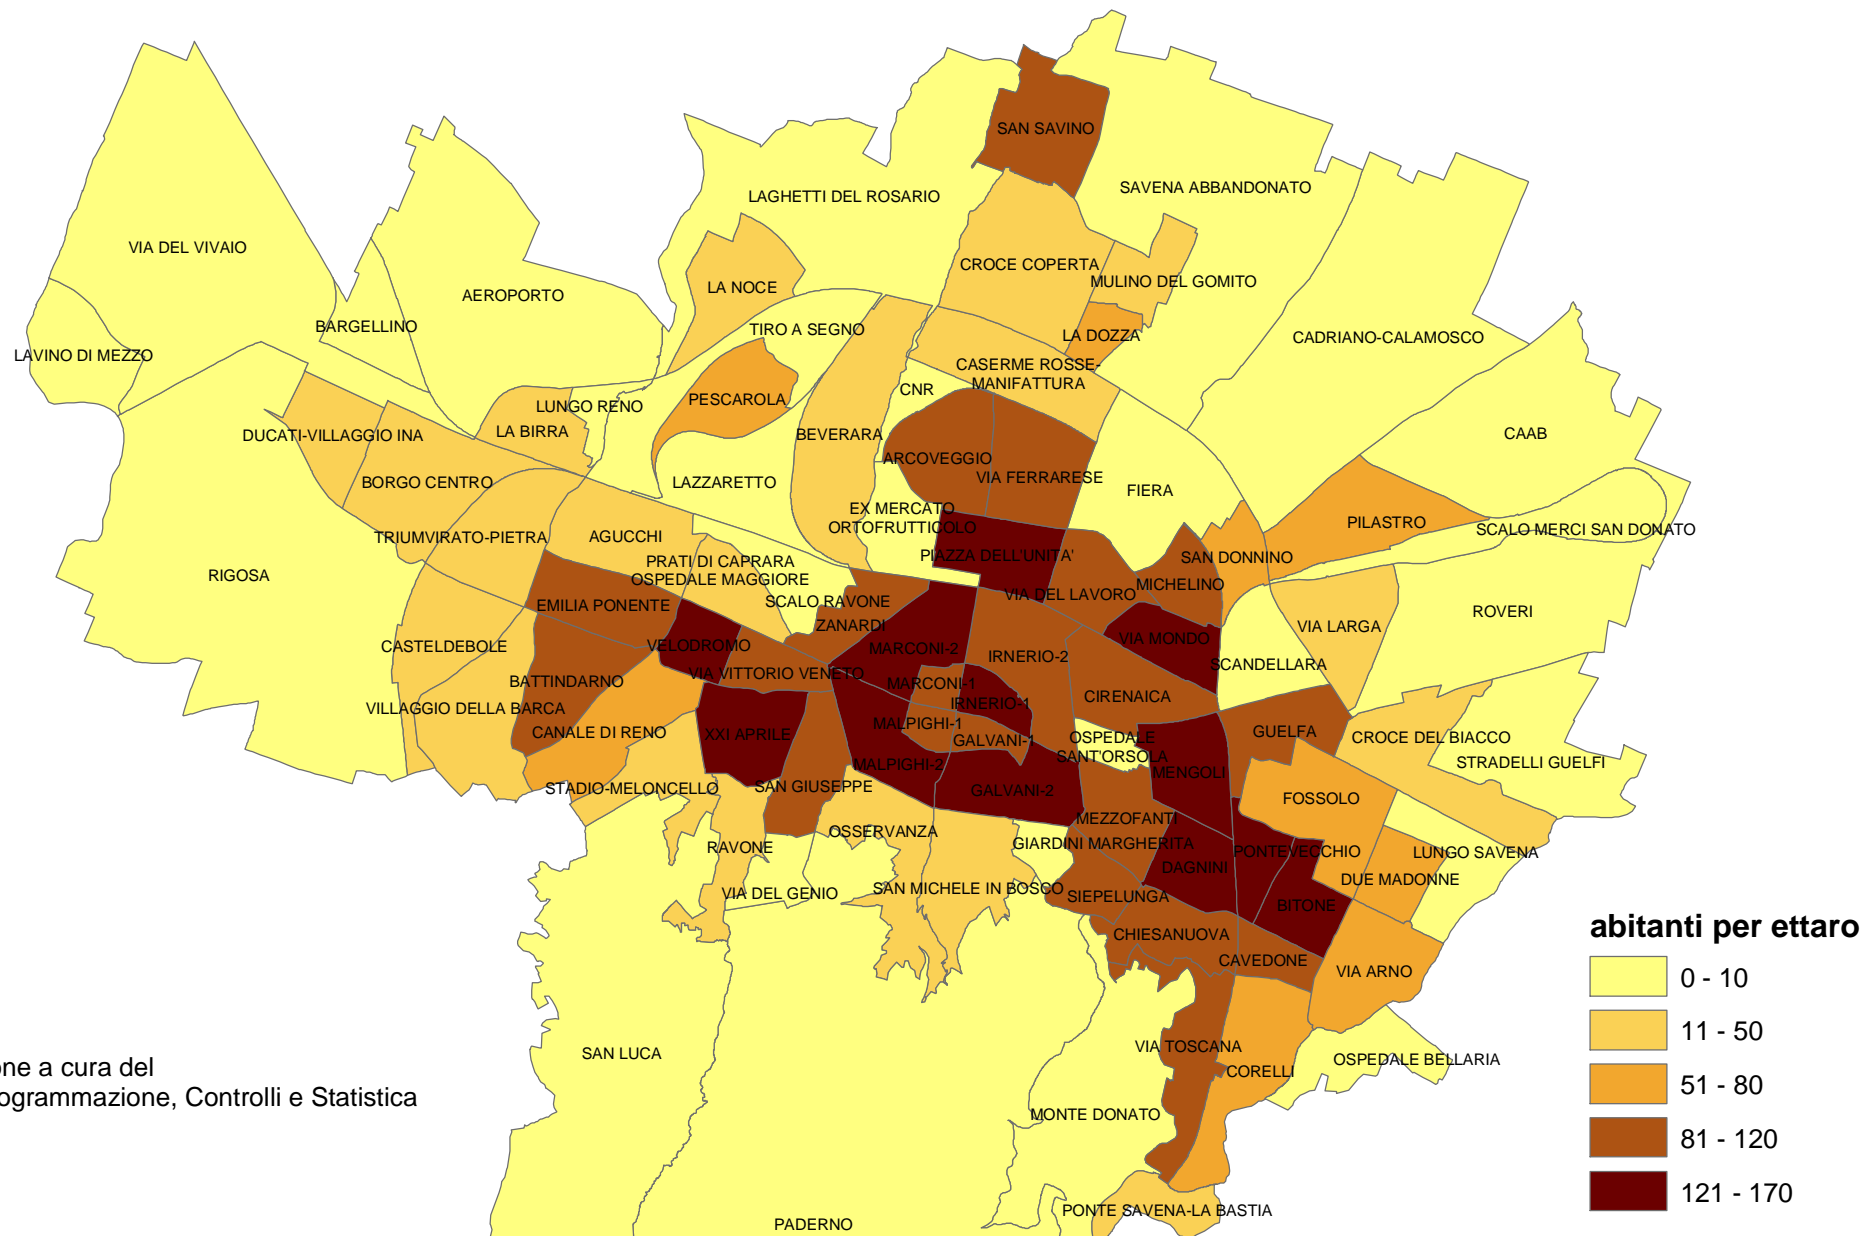 SAN SAVINO
LAGHETTI DEL ROSARIO
SAVENA ABBANDONATO
VIA DEL VIVAIO
CROCE COPERTA
MULINO DEL GOMITO
LA NOCE
AEROPORTO
BARGELLINO
TIRO A SEGNO
LA DOZZA
CADRIANO-CALAMOSCO
LAVINO DI MEZZO
CASERME ROSSE-
MANIFATTURA
CNR
PESCAROLA
LUNGO RENO
LA BIRRA
DUCATI-VILLAGGIO INA
BEVERARA
CAAB
ARCOVEGGIO
VIA FERRARESE
BORGO CENTRO
LAZZARETTO
FIERA
EX MERCATO
ORTOFRUTTICOLO
PILASTRO
SCALO MERCI SAN DONATO
TRIUMVIRATO-PIETRA
AGUCCHI
PIAZZA DELL'UNITA'
SAN DONNINO
PRATI DI CAPRARA
OSPEDALE MAGGIORE
RIGOSA
MICHELINO
VIA DEL LAVORO
SCALO RAVONE
EMILIA PONENTE
ROVERI
ZANARDI
VIA LARGA
VIA MONDO
CASTELDEBOLE
VELODROMO
MARCONI-2
IRNERIO-2
SCANDELLARA
VIA VITTORIO VENETO
BATTINDARNO
MARCONI-1
CIRENAICA
IRNERIO-1
VILLAGGIO DELLA BARCA
MALPIGHI-1
CANALE DI RENO
XXI APRILE
GALVANI-1
OSPEDALE
SANT'ORSOLA
GUELFA
CROCE DEL BIACCO
STRADELLI GUELFI
MALPIGHI-2
MENGOLI
STADIO-MELONCELLO
SAN GIUSEPPE
GALVANI-2
FOSSOLO
MEZZOFANTI
OSSERVANZA
GIARDINI MARGHERITA
RAVONE
PONTEVECCHIO
LUNGO SAVENA
DAGNINI
DUE MADONNE
VIA DEL GENIO
SAN MICHELE IN BOSCO
SIEPELUNGA
BITONE
CHIESANUOVA
CAVEDONE
VIA ARNO
SAN LUCA
VIA TOSCANA
CORELLI
OSPEDALE BELLARIA
MONTE DONATO
PONTE SAVENA-LA BASTIA
PADERNO
abitanti per ettaro
0 - 10
11 - 50
51 - 80
81 - 120
121 - 170
one a cura del
ogrammazione, Controlli e Statistica